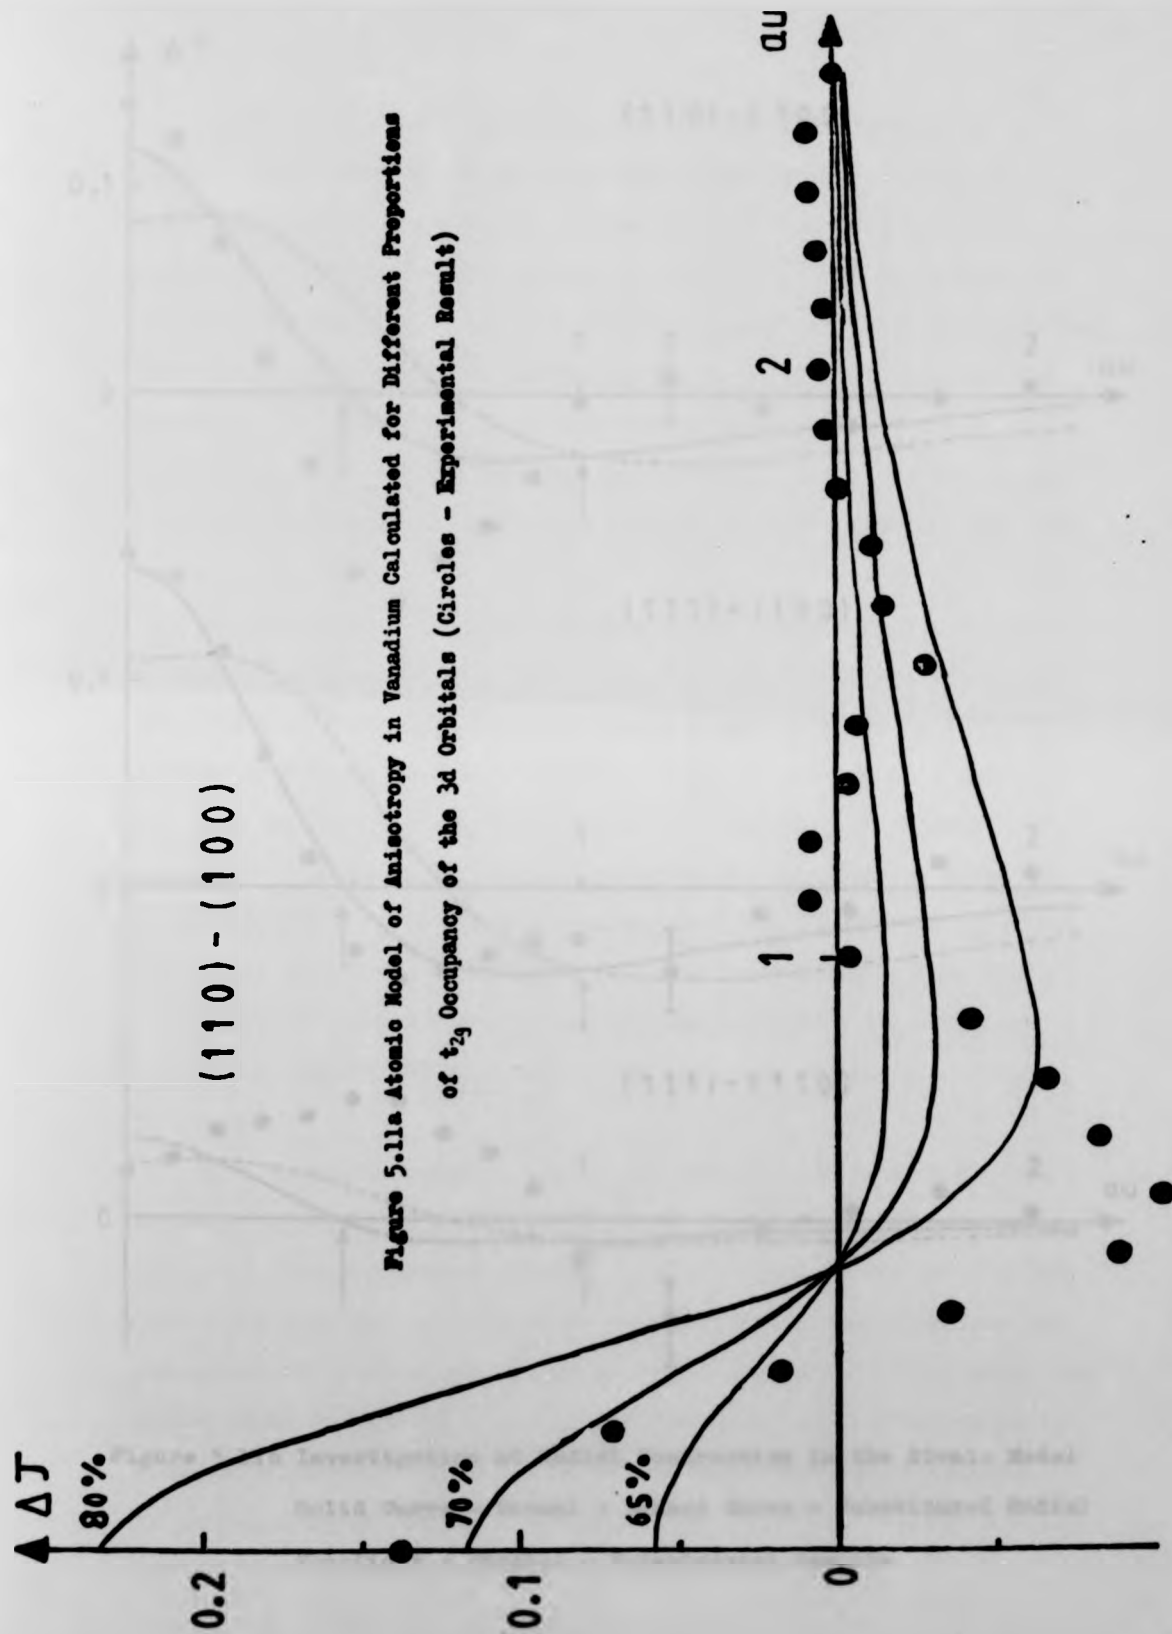 ΔJ
80%
70%
65%
0.2
0.1
0
1
2
au
(110)-(100)
Figure 5.11a Atomic Model of Anisotropy in Vanadium Calculated for Different Proportions
of t2g Occupancy of the 3d Orbitals (Circles - Experimental Result)